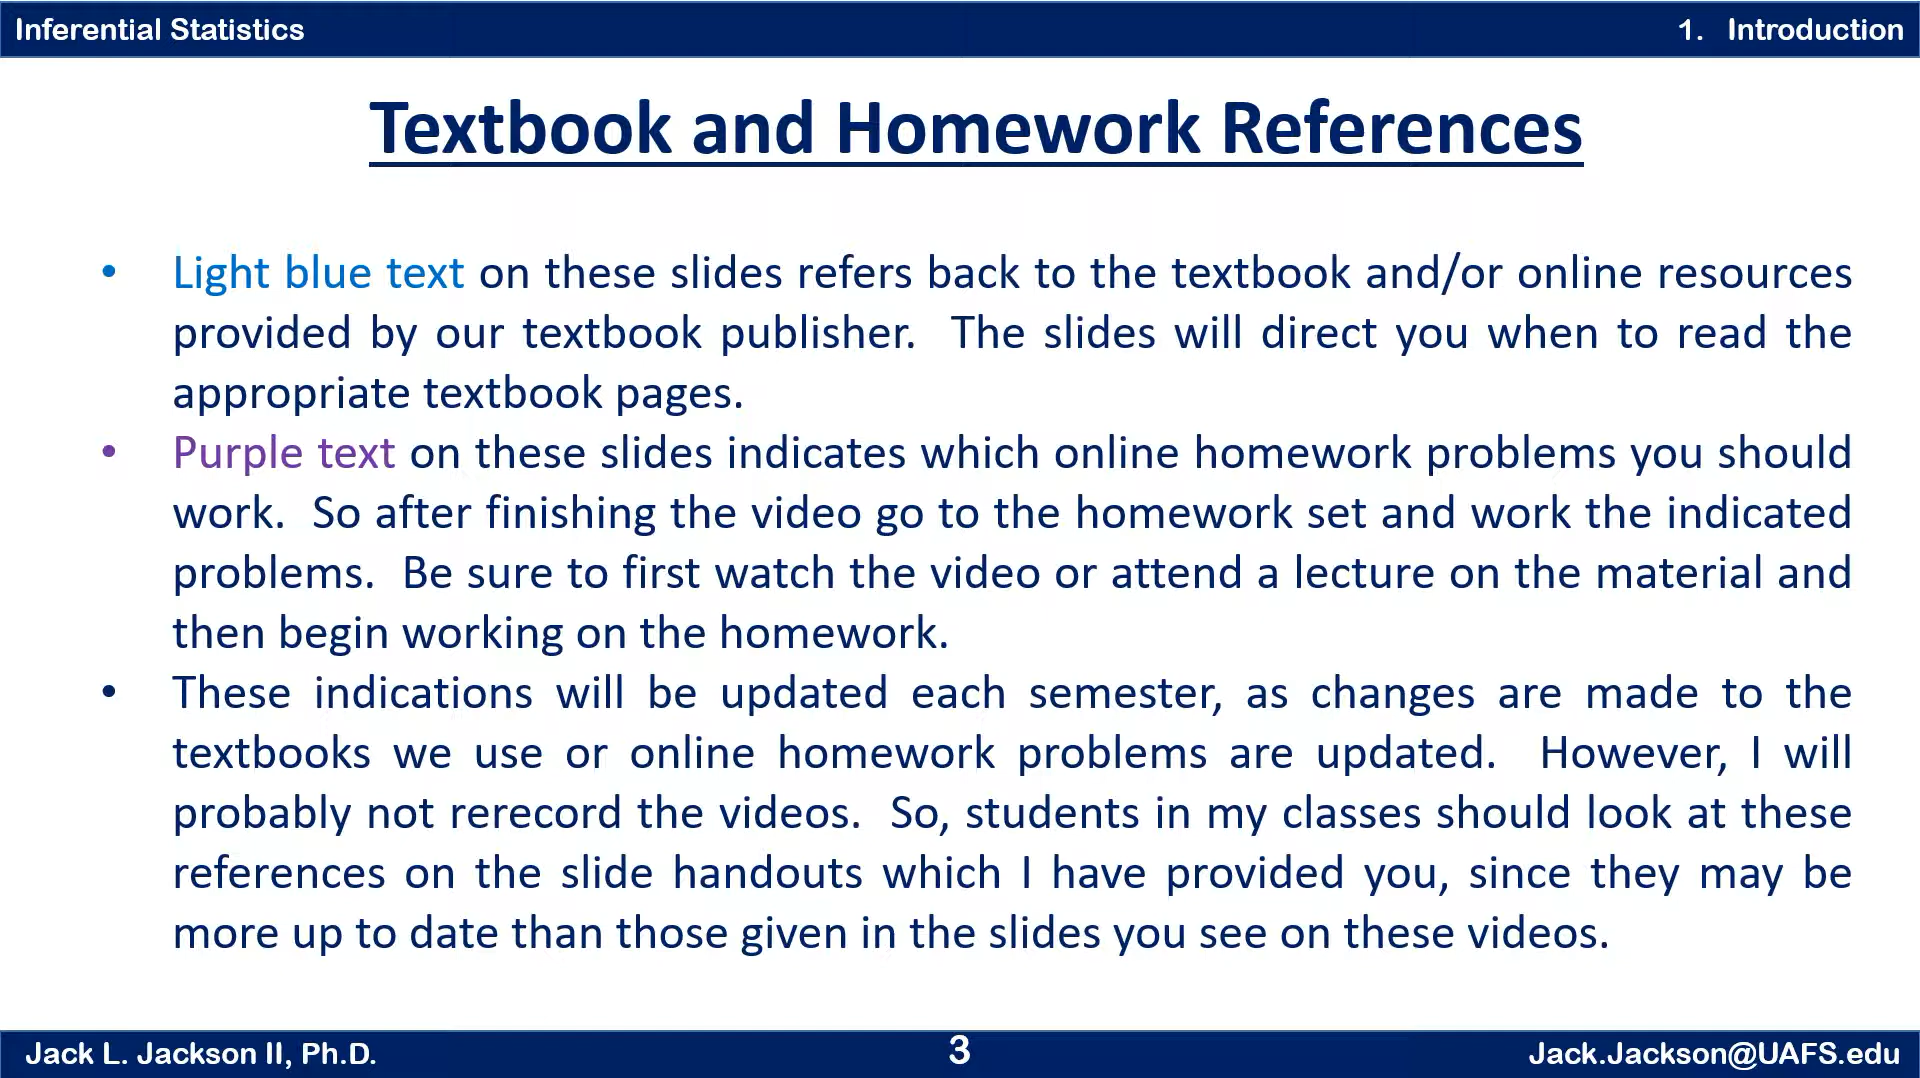 Inferential Statistics
1. Introduction
Textbook and Homework References
• Light blue text on these slides refers back to the textbook and/or online resources
provided by our textbook publisher. The slides will direct you when to read the
appropriate textbook pages.
• Purple text on these slides indicates which online homework problems you should
work. So after finishing the video go to the homework set and work the indicated
problems. Be sure to first watch the video or attend a lecture on the material and
then begin working on the homework.
• These indications will be updated each semester, as changes are made to the
textbooks we use or online homework problems are updated. However, I will
probably not rerecord the videos. So, students in my classes should look at these
references on the slide handouts which I have provided you, since they may be
more up to date than those given in the slides you see on these videos.
Jack L. Jackson II, Ph.D.
3
Jack.Jackson@UAFS.edu